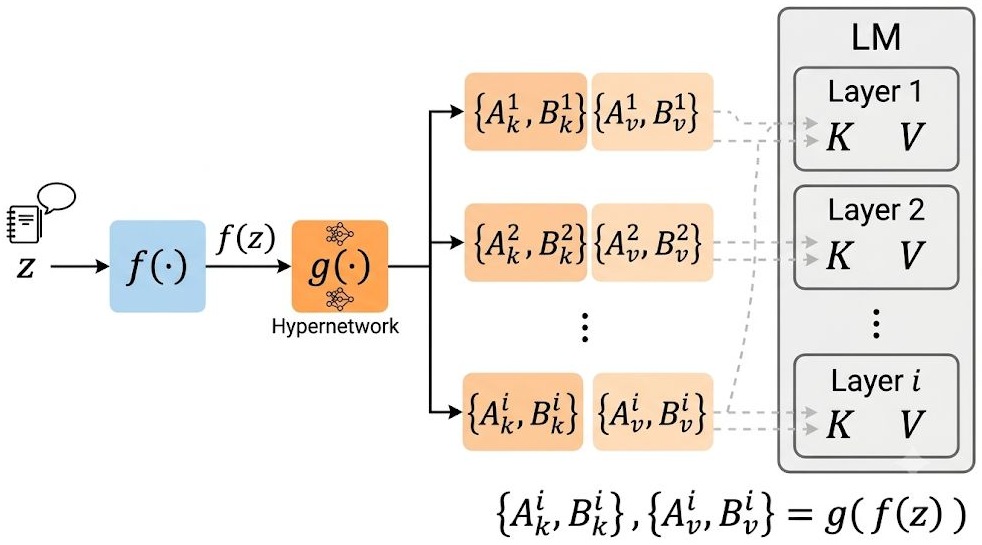 LM
Layer 1
K V
{A_k^1, B_k^1} {A_v^1, B_v^1}
Layer 2
K V
{A_k^2, B_k^2} {A_v^2, B_v^2}
z
f(·)
f(z)
g(·)
Hypernetwork
⋮
⋮
Layer i
K V
{A_k^i, B_k^i} {A_v^i, B_v^i}
{A_k^i, B_k^i}, {A_v^i, B_v^i} = g(f(z))